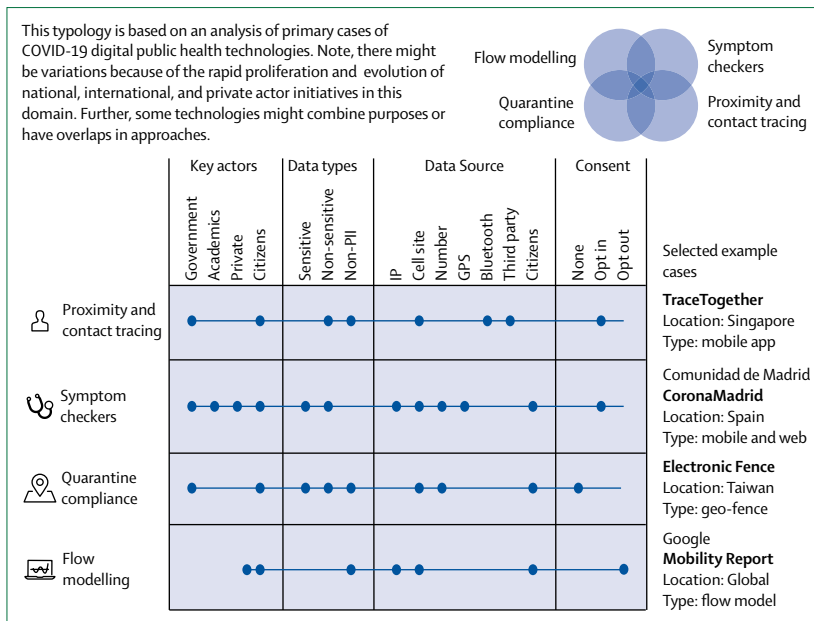 This typology is based on an analysis of primary cases of
COVID-19 digital public health technologies. Note, there might
be variations because of the rapid proliferation and evolution of
national, international, and private actor initiatives in this
domain. Further, some technologies might combine purposes or
have overlaps in approaches.
Flow modelling
Symptom
checkers
Quarantine
compliance
Proximity and
contact tracing
Key actors
Data types
Data Source
Consent
Government
Academics
Private
Citizens
Sensitive
Non-sensitive
Non-PII
IP
Cell site
Number
GPS
Bluetooth
Third party
Citizens
None
Opt in
Opt out
Selected example
cases
Proximity and
contact tracing
TraceTogether
Location: Singapore
Type: mobile app
Symptom
checkers
Comunidad de Madrid
CoronaMadrid
Location: Spain
Type: mobile and web
Quarantine
compliance
Electronic Fence
Location: Taiwan
Type: geo-fence
Flow
modelling
Google
Mobility Report
Location: Global
Type: flow model